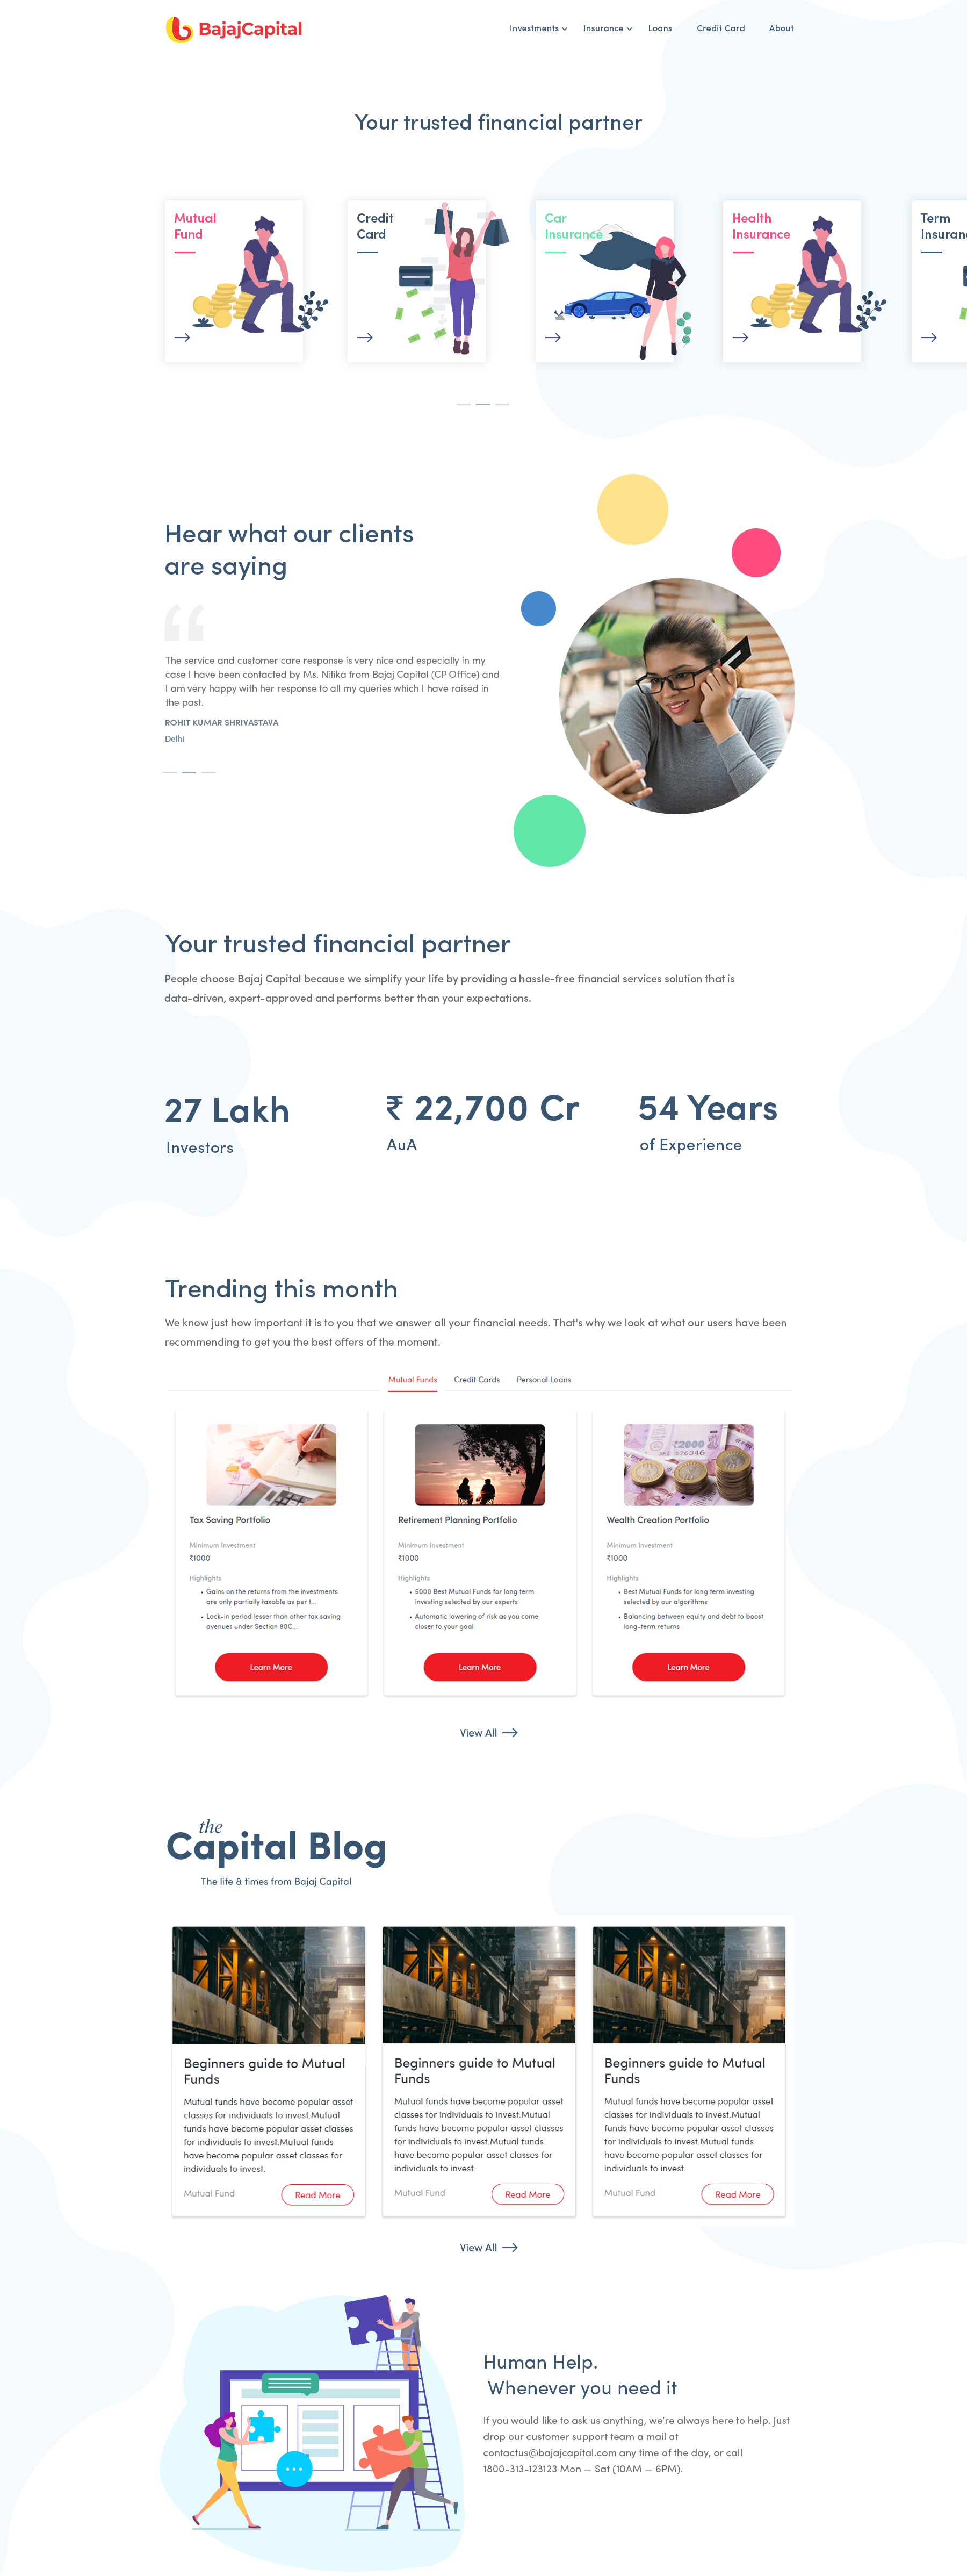 BajajCapital
Investments
Insurance
Loans
Credit Card
About
Your trusted financial partner
Mutual
Fund
Credit
Card
Car
Insurance
Health
Insurance
Term
Insuran
Hear what our clients
are saying
“
The service and customer care response is very nice and especially in my
case I have been contacted by Ms. Nitika from Bajaj Capital (CP Office) and
I am very happy with her response to all my queries which I have raised in
the past.
ROHIT KUMAR SHRIVASTAVA
Delhi
Your trusted financial partner
People choose Bajaj Capital because we simplify your life by providing a hassle-free financial services solution that is
data-driven, expert-approved and performs better than your expectations.
27 Lakh
Investors
₹ 22,700 Cr
AuA
54 Years
of Experience
Trending this month
We know just how important it is to you that we answer all your financial needs. That's why we look at what our users have been
recommending to get you the best offers of the moment.
Mutual Funds
Credit Cards
Personal Loans
Tax Saving Portfolio
Minimum Investment
₹1000
Highlights
• Gains on the returns from the investments
are only partially taxable as per t...
• Lock-in period lesser than other tax saving
avenues under Section 80C...
Learn More
Retirement Planning Portfolio
Minimum Investment
₹1000
Highlights
• 5000 Best Mutual Funds for long term
investing selected by our experts
• Automatic lowering of risk as you come
closer to your goal
Learn More
₹2000
976346
Wealth Creation Portfolio
Minimum Investment
₹1000
Highlights
• Best Mutual Funds for long term investing
selected by our algorithms
• Balancing between equity and debt to boost
long-term returns
Learn More
View All
the
Capital Blog
The life & times from Bajaj Capital
Beginners guide to Mutual
Funds
Mutual funds have become popular asset
classes for individuals to invest.Mutual
funds have become popular asset classes
for individuals to invest.Mutual funds
have become popular asset classes for
individuals to invest.
Mutual Fund
Read More
Beginners guide to Mutual
Funds
Mutual funds have become popular asset
classes for individuals to invest.Mutual
funds have become popular asset classes
for individuals to invest.Mutual funds
have become popular asset classes for
individuals to invest.
Mutual Fund
Read More
Beginners guide to Mutual
Funds
Mutual funds have become popular asset
classes for individuals to invest.Mutual
funds have become popular asset classes
for individuals to invest.Mutual funds
have become popular asset classes for
individuals to invest.
Mutual Fund
Read More
View All
Human Help.
Whenever you need it
If you would like to ask us anything, we're always here to help. Just
drop our customer support team a mail at
contactus@bajajcapital.com any time of the day, or call
1800-313-123123 Mon — Sat (10AM — 6PM).